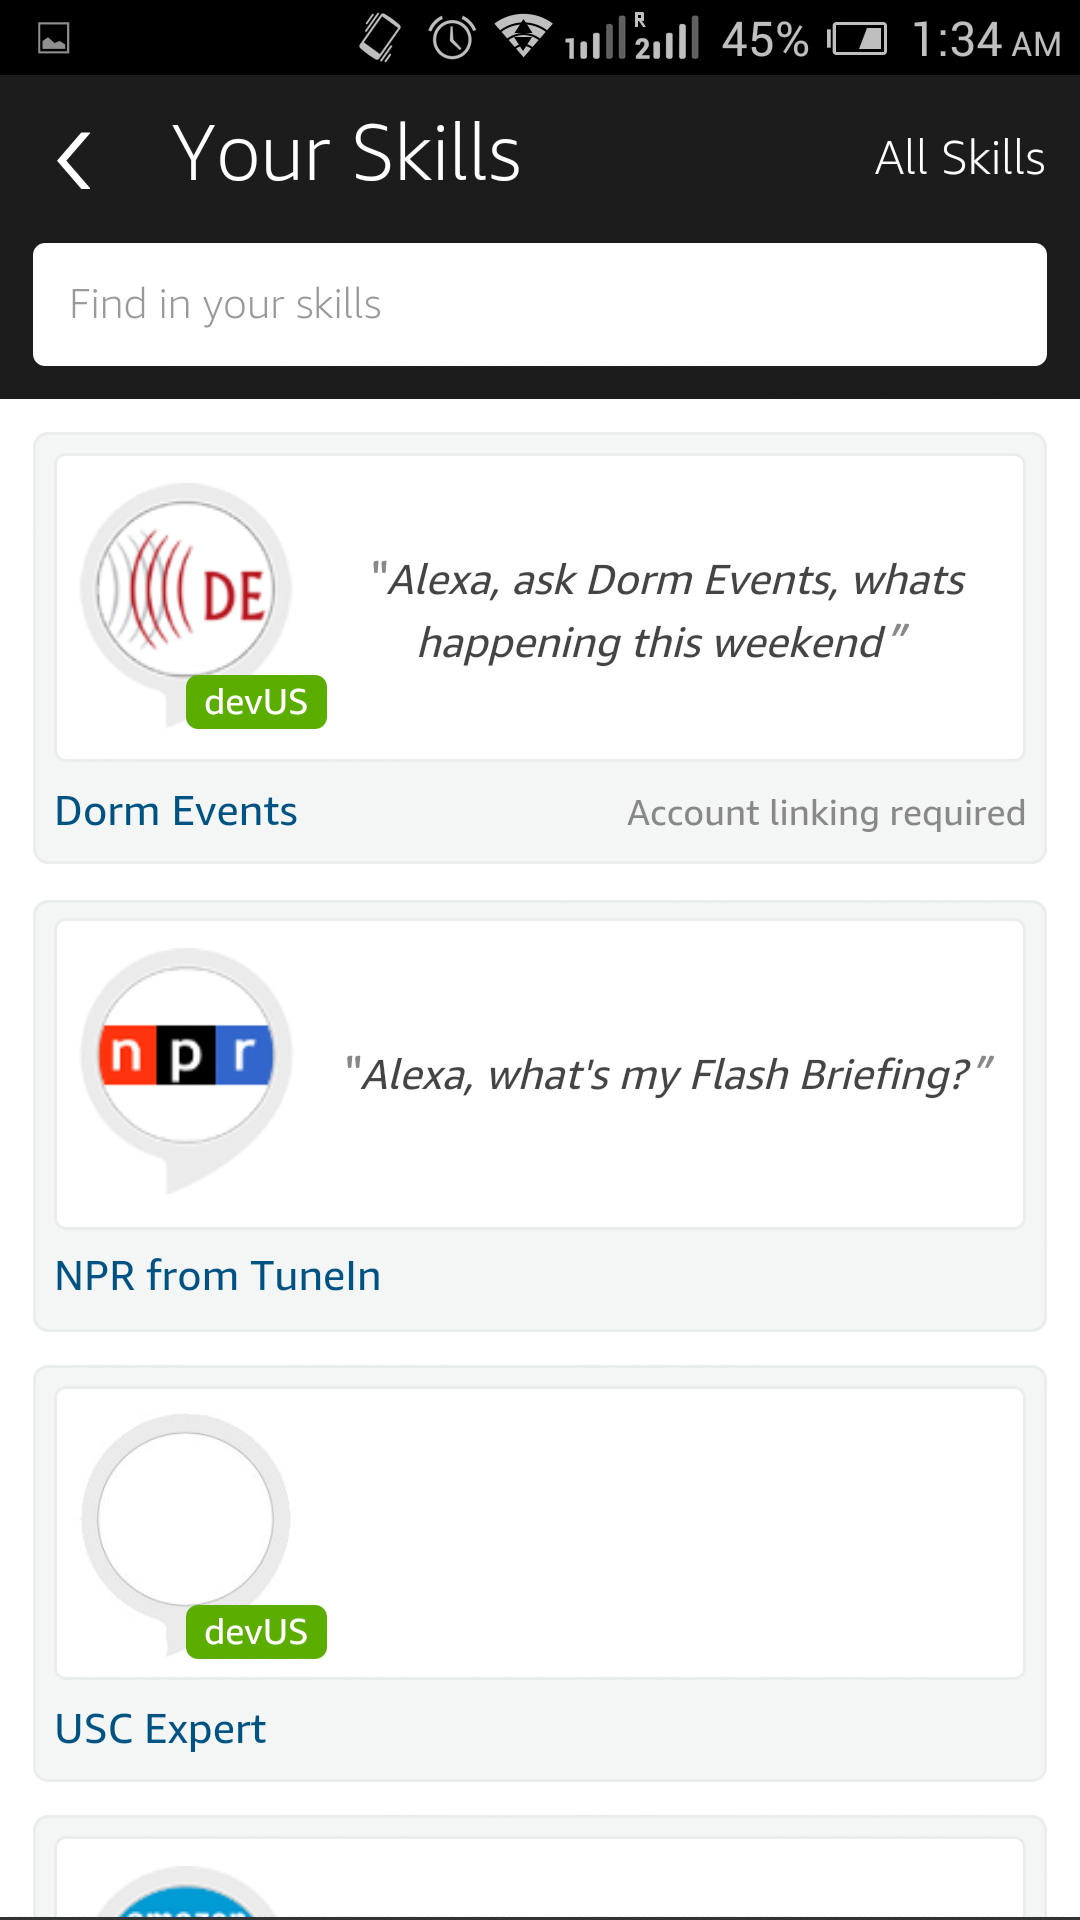 1 R 2 45% 1:34 AM
Your Skills All Skills
Find in your skills
DE
"Alexa, ask Dorm Events, whats
happening this weekend"
devUS
Dorm Events Account linking required
npr
"Alexa, what's my Flash Briefing?"
NPR from TuneIn
devUS
USC Expert
amazon